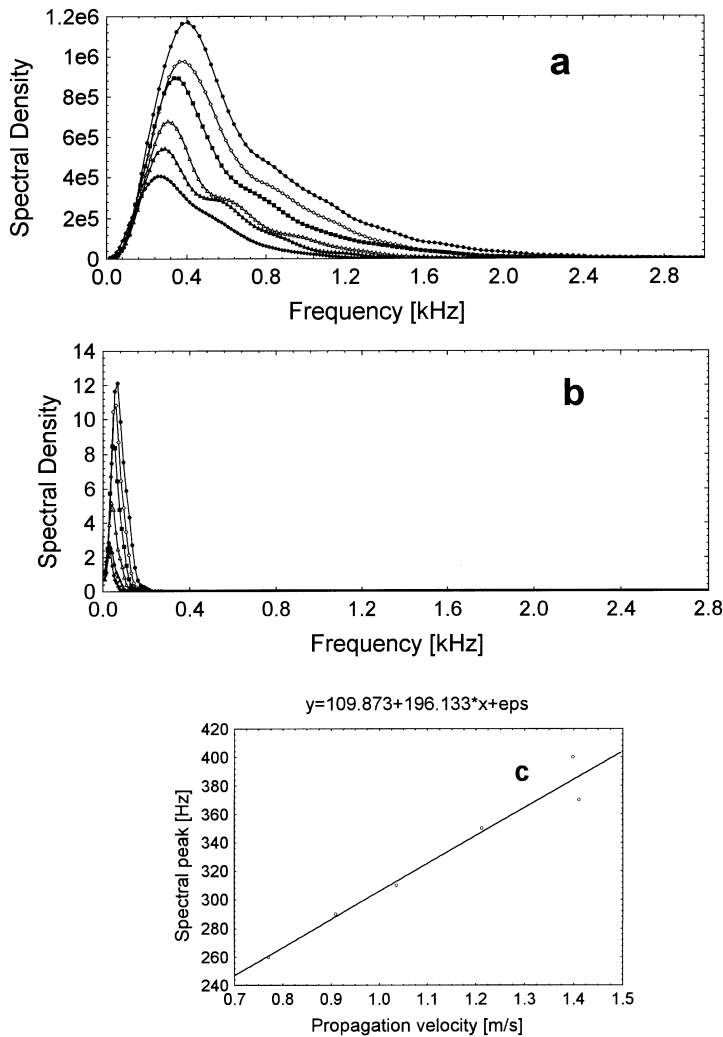 1.2e6
1e6
8e5
6e5
4e5
2e5
0
Spectral Density
a
0.0 0.4 0.8 1.2 1.6 2.0 2.4 2.8
Frequency [kHz]
14
12
10
8
6
4
2
0
Spectral Density
b
0.0 0.4 0.8 1.2 1.6 2.0 2.4 2.8
Frequency [kHz]
y=109.873+196.133*x+eps
420
400
380
360
340
320
300
280
260
240
Spectral peak [Hz]
c
0.7 0.8 0.9 1.0 1.1 1.2 1.3 1.4 1.5
Propagation velocity [m/s]